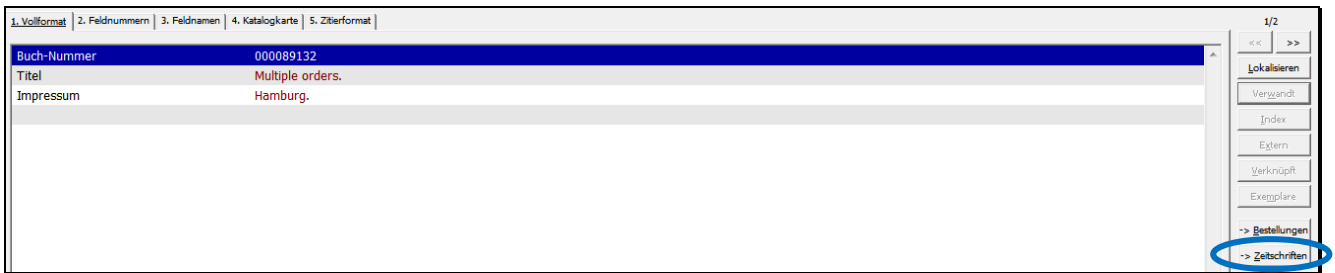 1. Vollformat 2. Feldnummern 3. Feldnamen 4. Katalogkarte 5. Zitierformat 1/2
<< >>
Buch-Nummer 000089132
Titel Multiple orders.
Impressum Hamburg.
Lokalisieren
Verwandt
Index
Extern
Verknüpft
Exemplare
-> Bestellungen
-> Zeitschriften